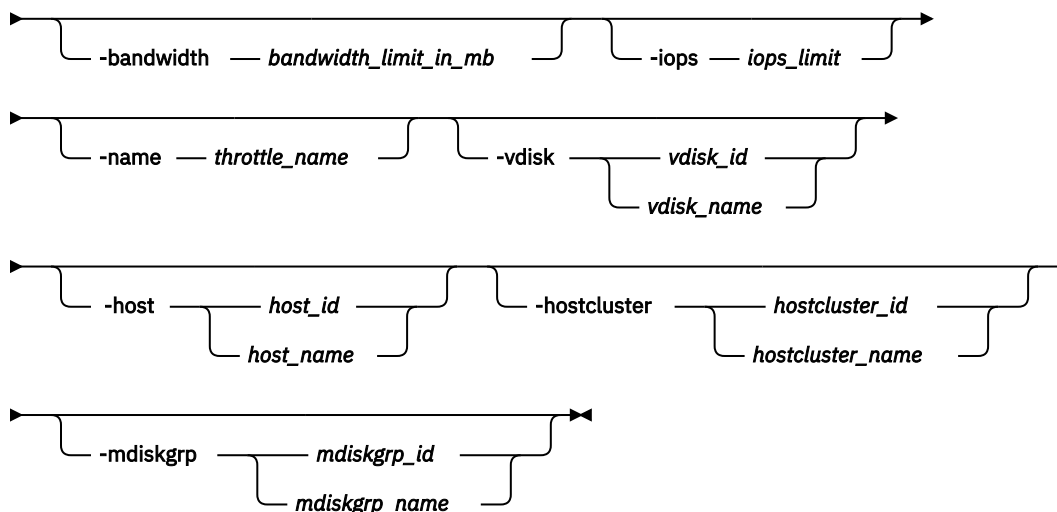 -bandwidth bandwidth_limit_in_mb -iops iops_limit
-name throttle_name -vdisk vdisk_id
vdisk_name
-host host_id -hostcluster hostcluster_id
host_name hostcluster_name
-mdiskgrp mdiskgrp_id
mdiskgrp_name